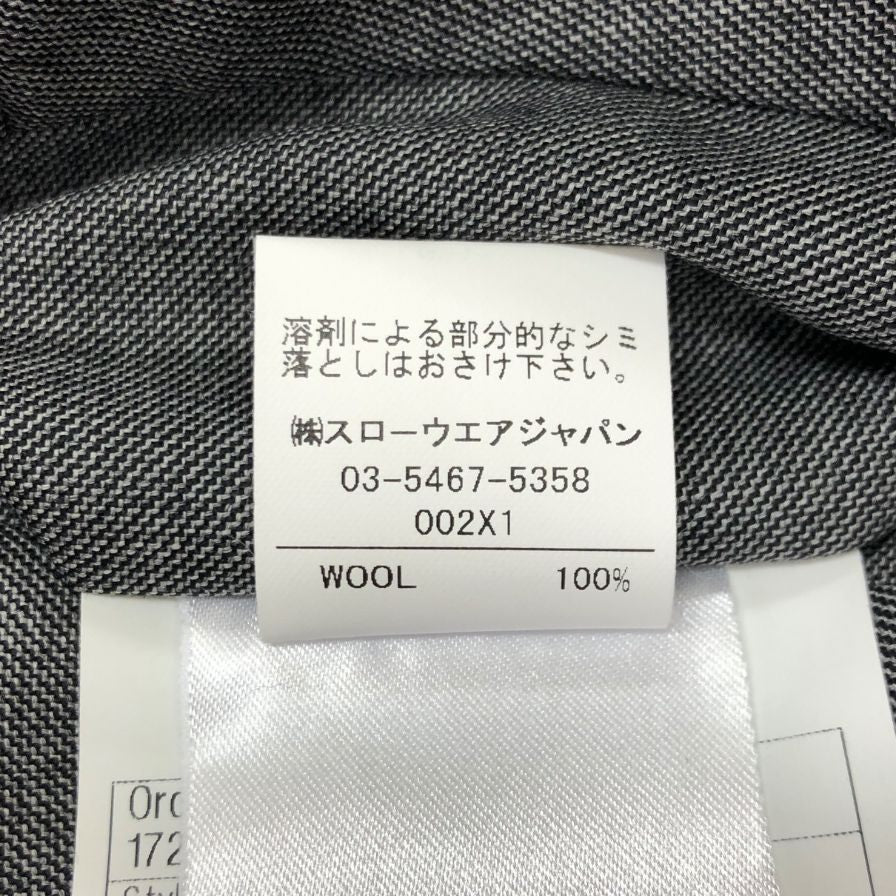 溶剤による部分的なシミ
落としはおさけ下さい。
㈱スローウエアジャパン
03-5467-5358
002X1
WOOL 100%
172